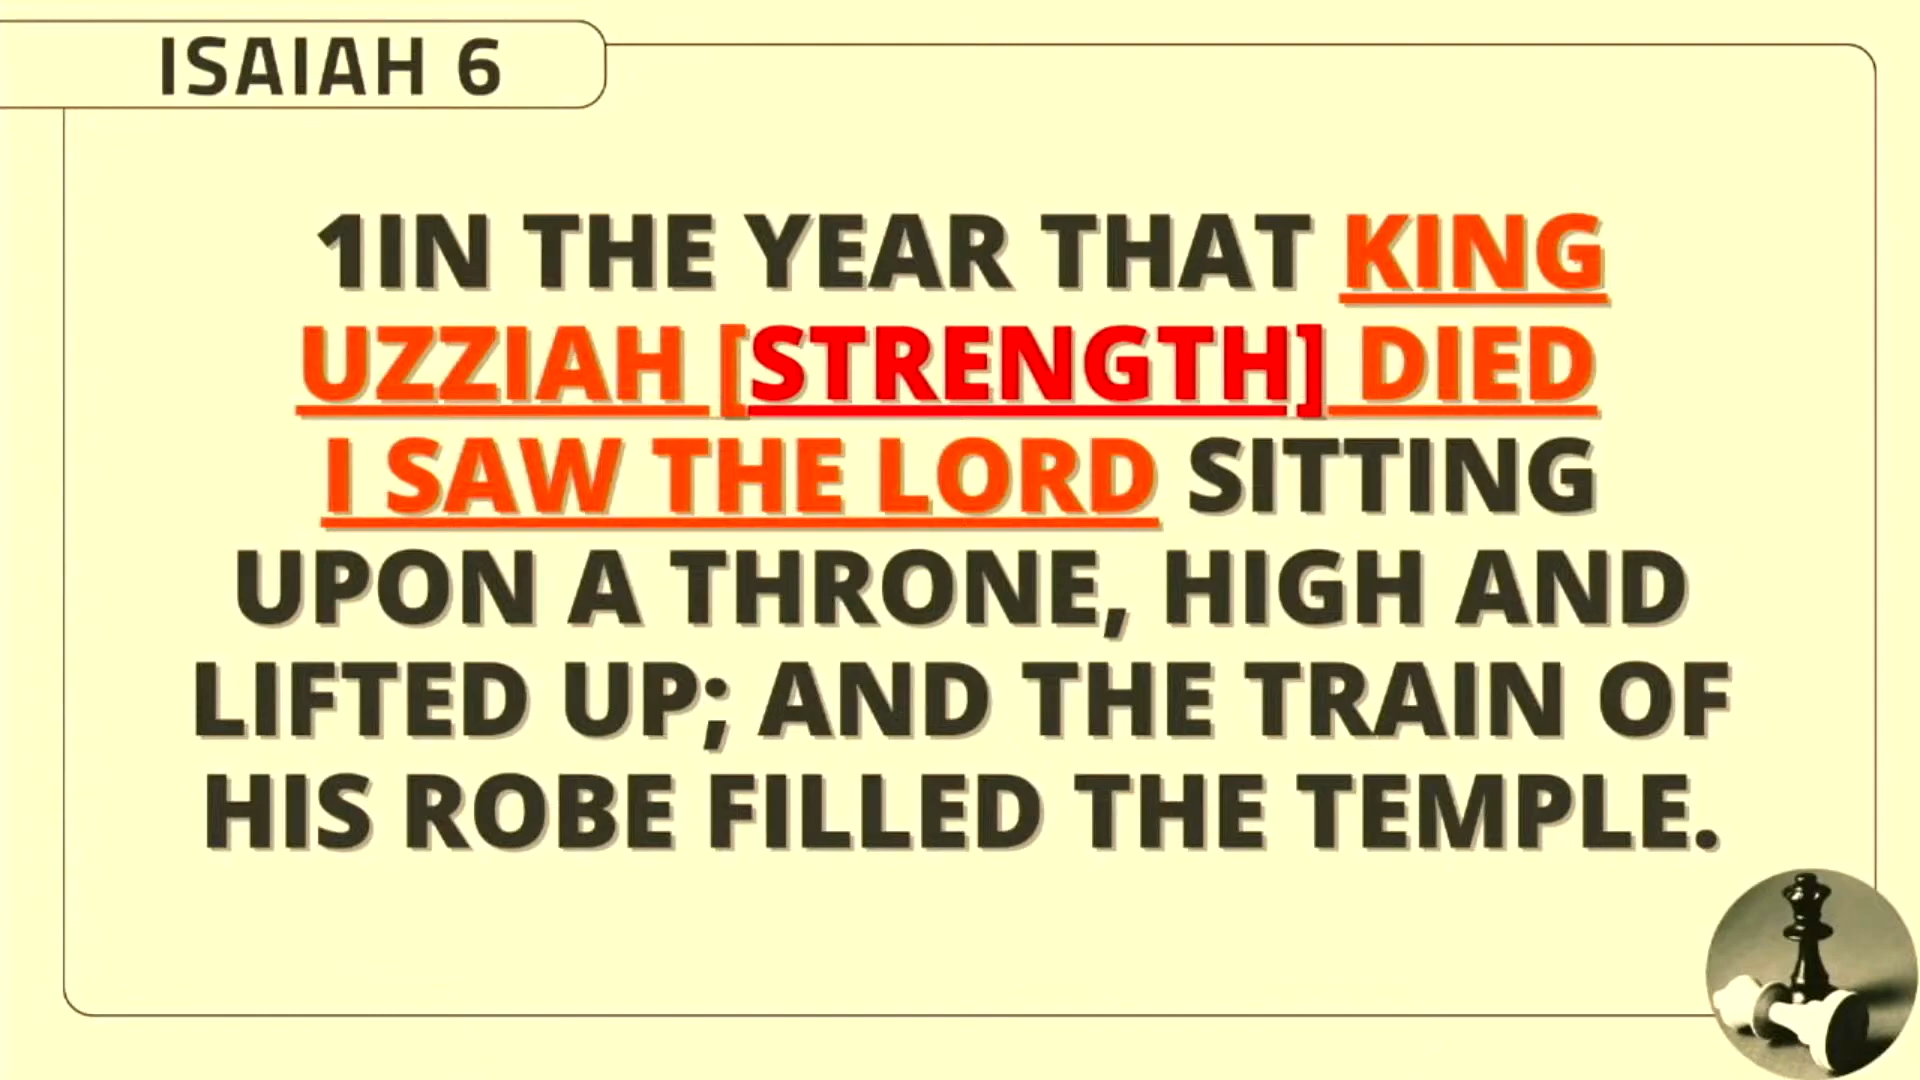 ISAIAH 6
1IN THE YEAR THAT KING
UZZIAH [STRENGTH] DIED
I SAW THE LORD SITTING
UPON A THRONE, HIGH AND
LIFTED UP; AND THE TRAIN OF
HIS ROBE FILLED THE TEMPLE.